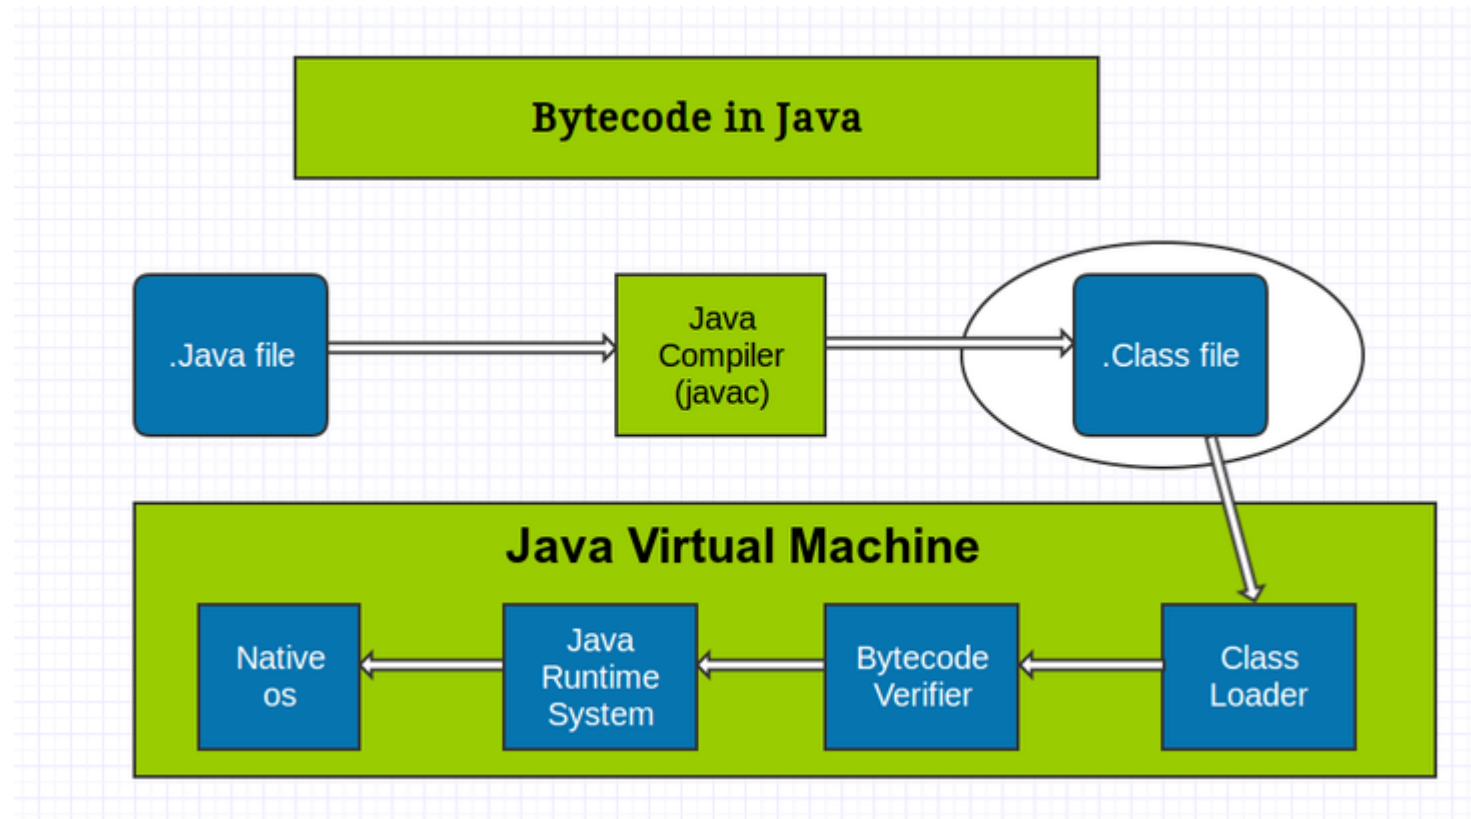 Bytecode in Java
.Java file
Java
Compiler
(javac)
.Class file
Java Virtual Machine
Native
os
Java
Runtime
System
Bytecode
Verifier
Class
Loader